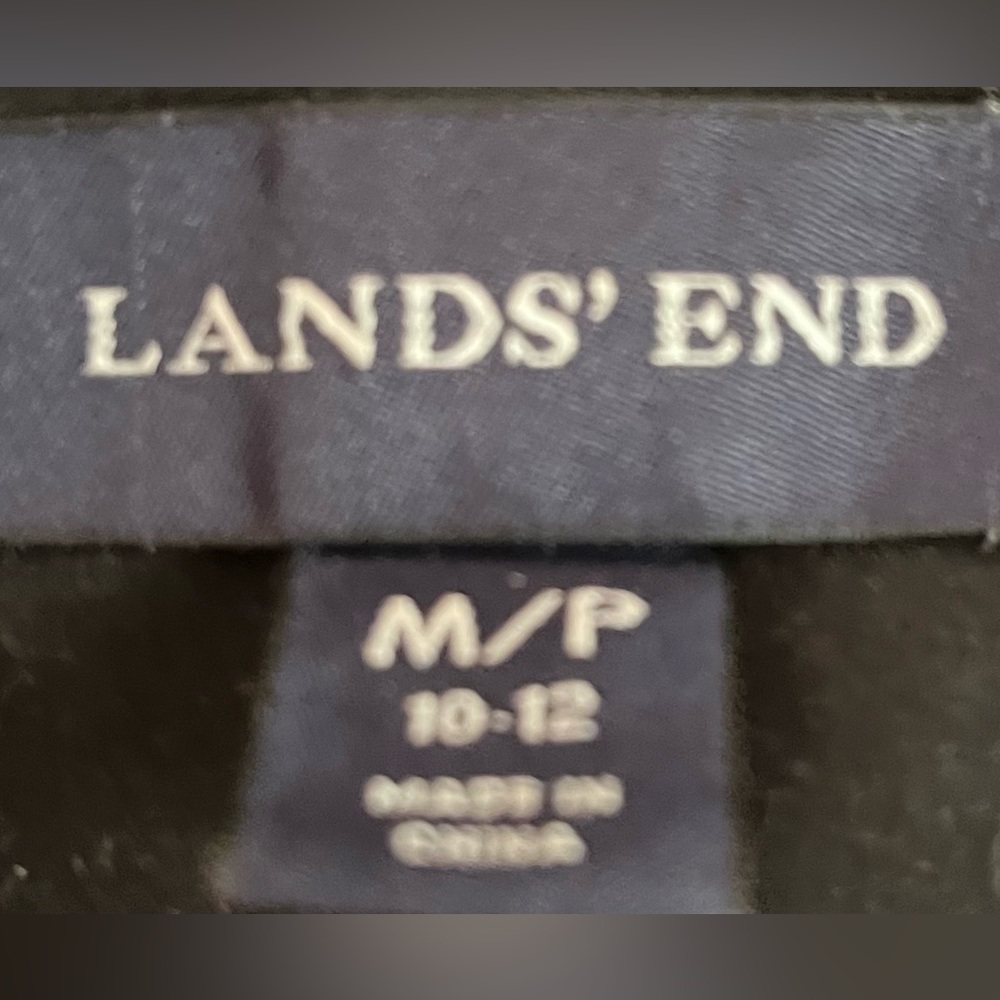 LANDS' END
M/P
10-12
MADE IN
CHINA